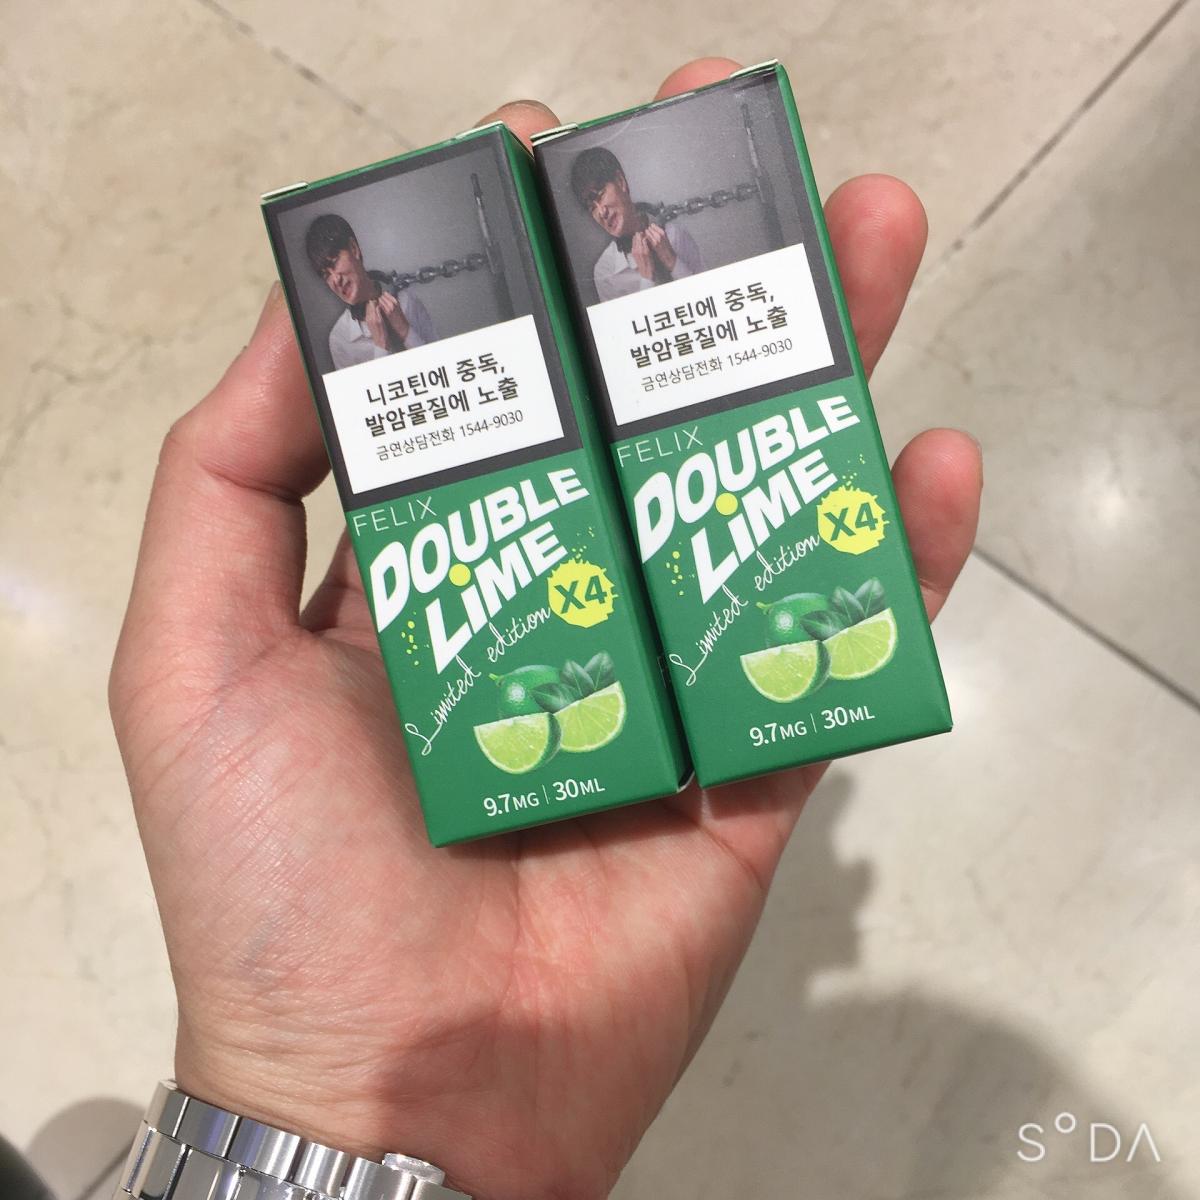 니코틴에 중독,
발암물질에 노출
금연상담전화 1544-9030
FELIX
DOUBLE
LiME
X4
Limited edition
9.7MG | 30ML
니코틴에 중독,
발암물질에 노출
금연상담전화 1544-9030
FELIX
DOUBLE
LiME
X4
Limited edition
9.7MG | 30ML
SODA